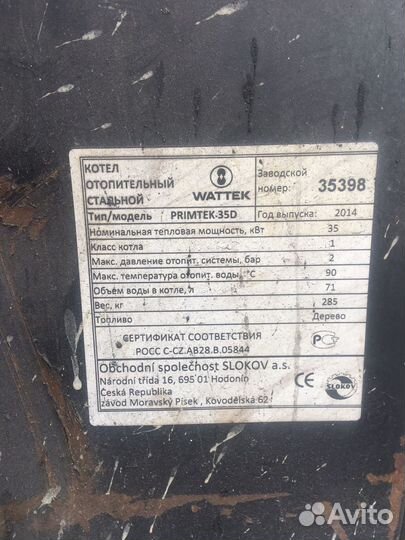 КОТЕЛ
ОТОПИТЕЛЬНЫЙ
СТАЛЬНОЙ
WATTEK
Заводской
номер: 35398
Тип/модель PRIMTEK-35D Год выпуска: 2014
Номинальная тепловая мощность, кВт 35
Класс котла 1
Макс. давление отопит. системы, бар 2
Макс. температура отопит. воды, °С 90
Объем воды в котле, л 71
Вес, кг 285
Топливо Дерево
СЕРТИФИКАТ СООТВЕТСТВИЯ
РОСС C-CZ.АВ28.В.05844
Obchodní společnost SLOKOV a.s.
Národní třída 16, 695 01 Hodonín
Česká Republika
závod Moravský Písek , Kovodělská 62
CE
SLOKOV
Avito